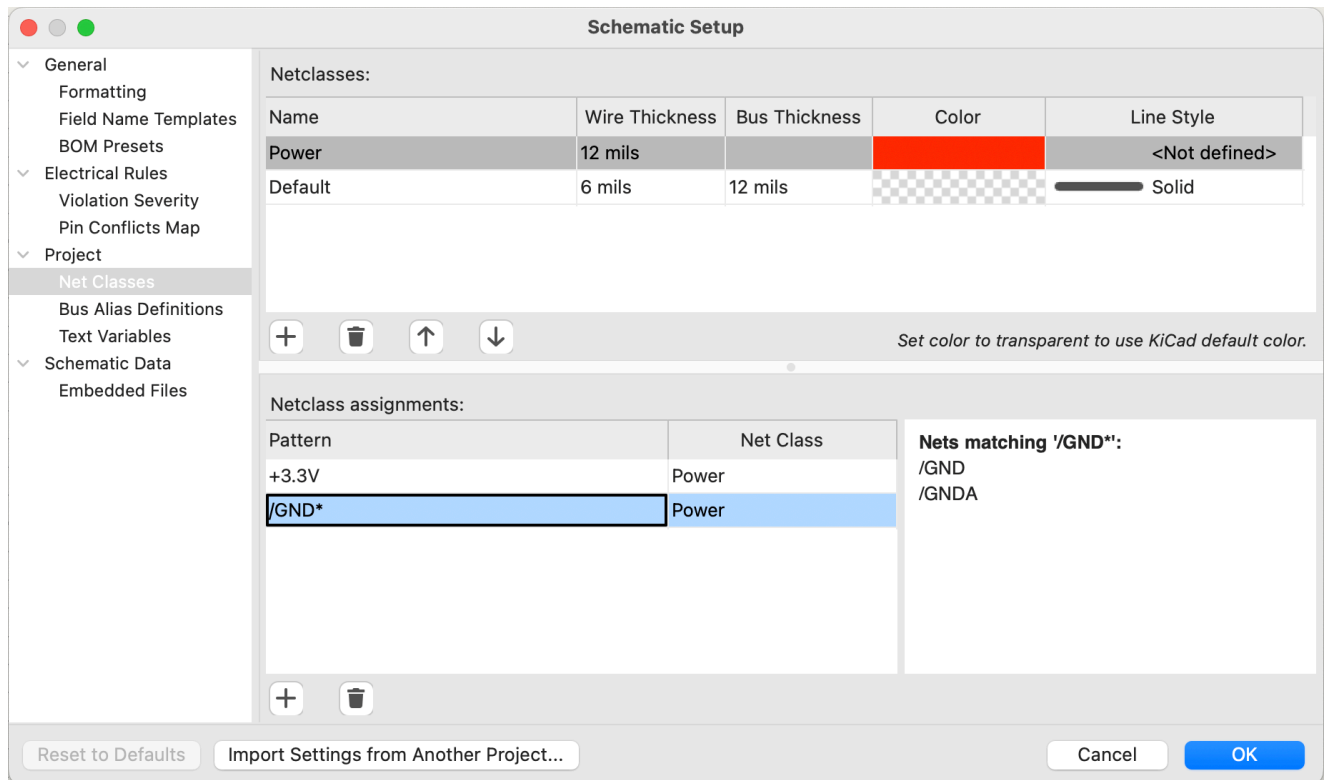 Schematic Setup
General
Formatting
Field Name Templates
BOM Presets
Electrical Rules
Violation Severity
Pin Conflicts Map
Project
Net Classes
Bus Alias Definitions
Text Variables
Schematic Data
Embedded Files
Netclasses:
Name Wire Thickness Bus Thickness Color Line Style
Power 12 mils <Not defined>
Default 6 mils 12 mils Solid
Set color to transparent to use KiCad default color.
Netclass assignments:
Pattern Net Class
+3.3V Power
/GND* Power
Nets matching '/GND*':
/GND
/GNDA
Reset to Defaults Import Settings from Another Project... Cancel OK